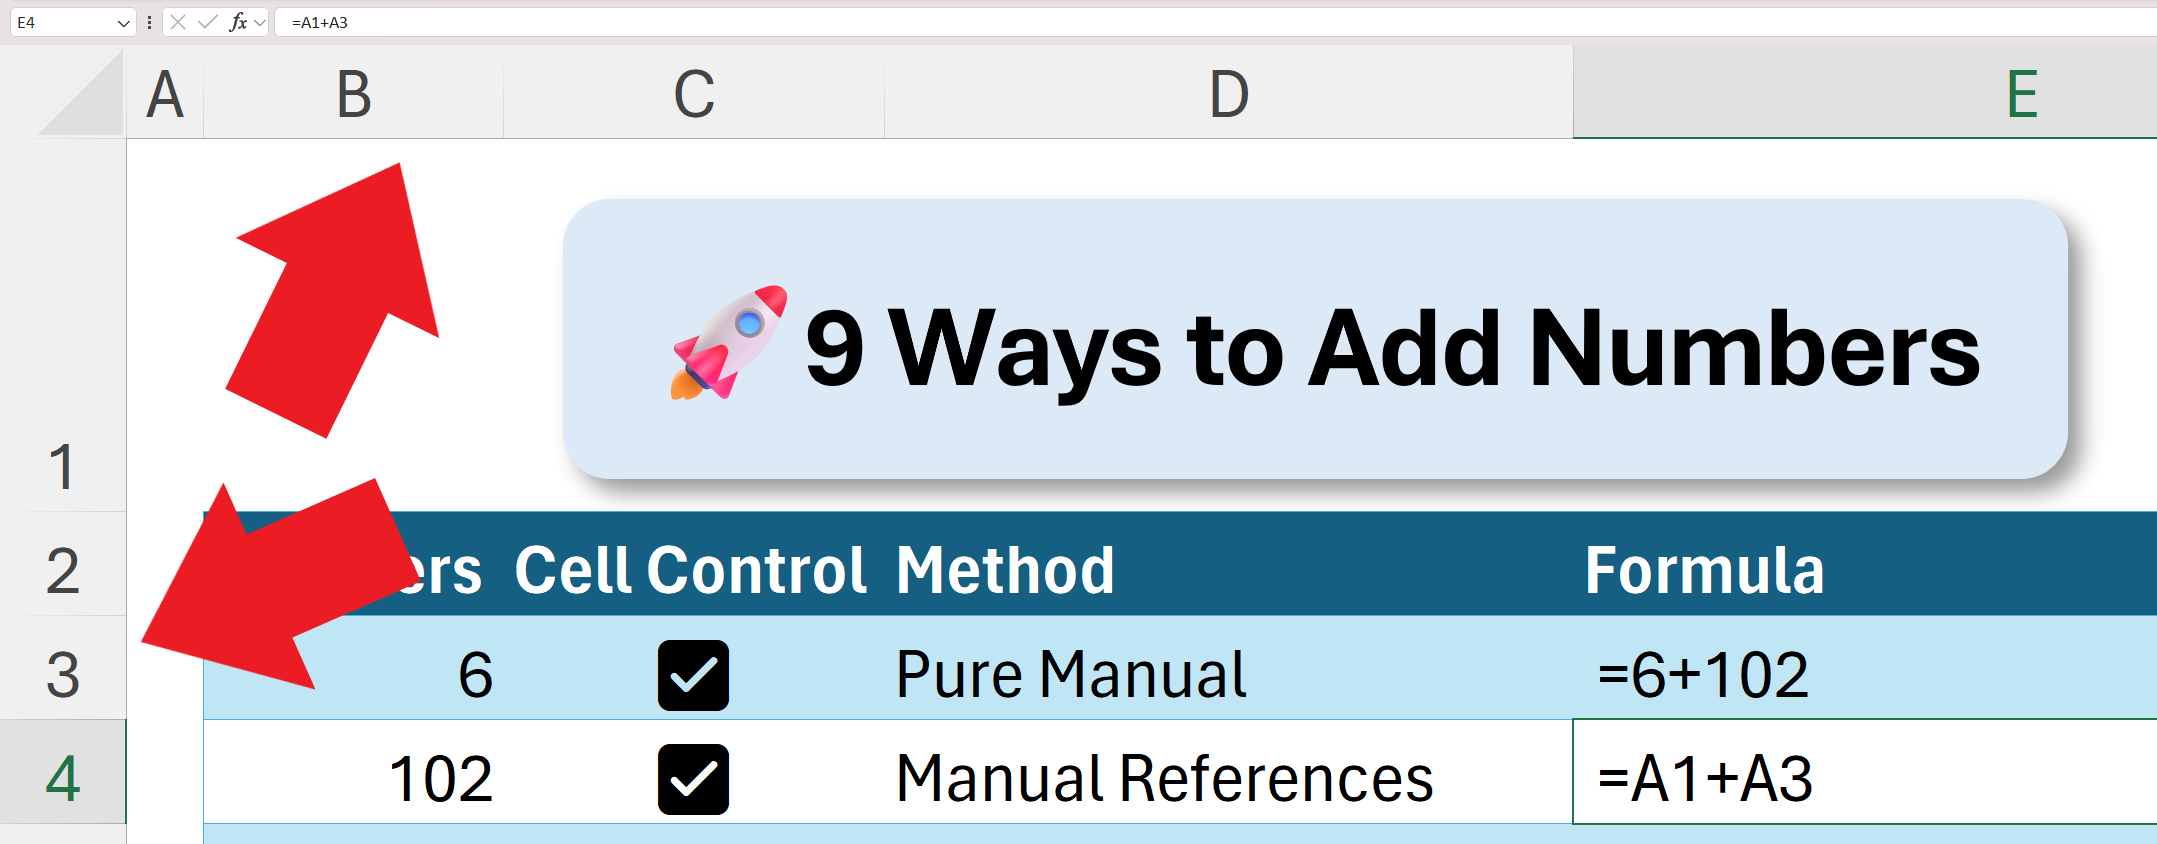 E4 fx =A1+A3
A B C D E
🚀 9 Ways to Add Numbers
1
2 ers Cell Control Method Formula
3 6 Pure Manual =6+102
4 102 Manual References =A1+A3